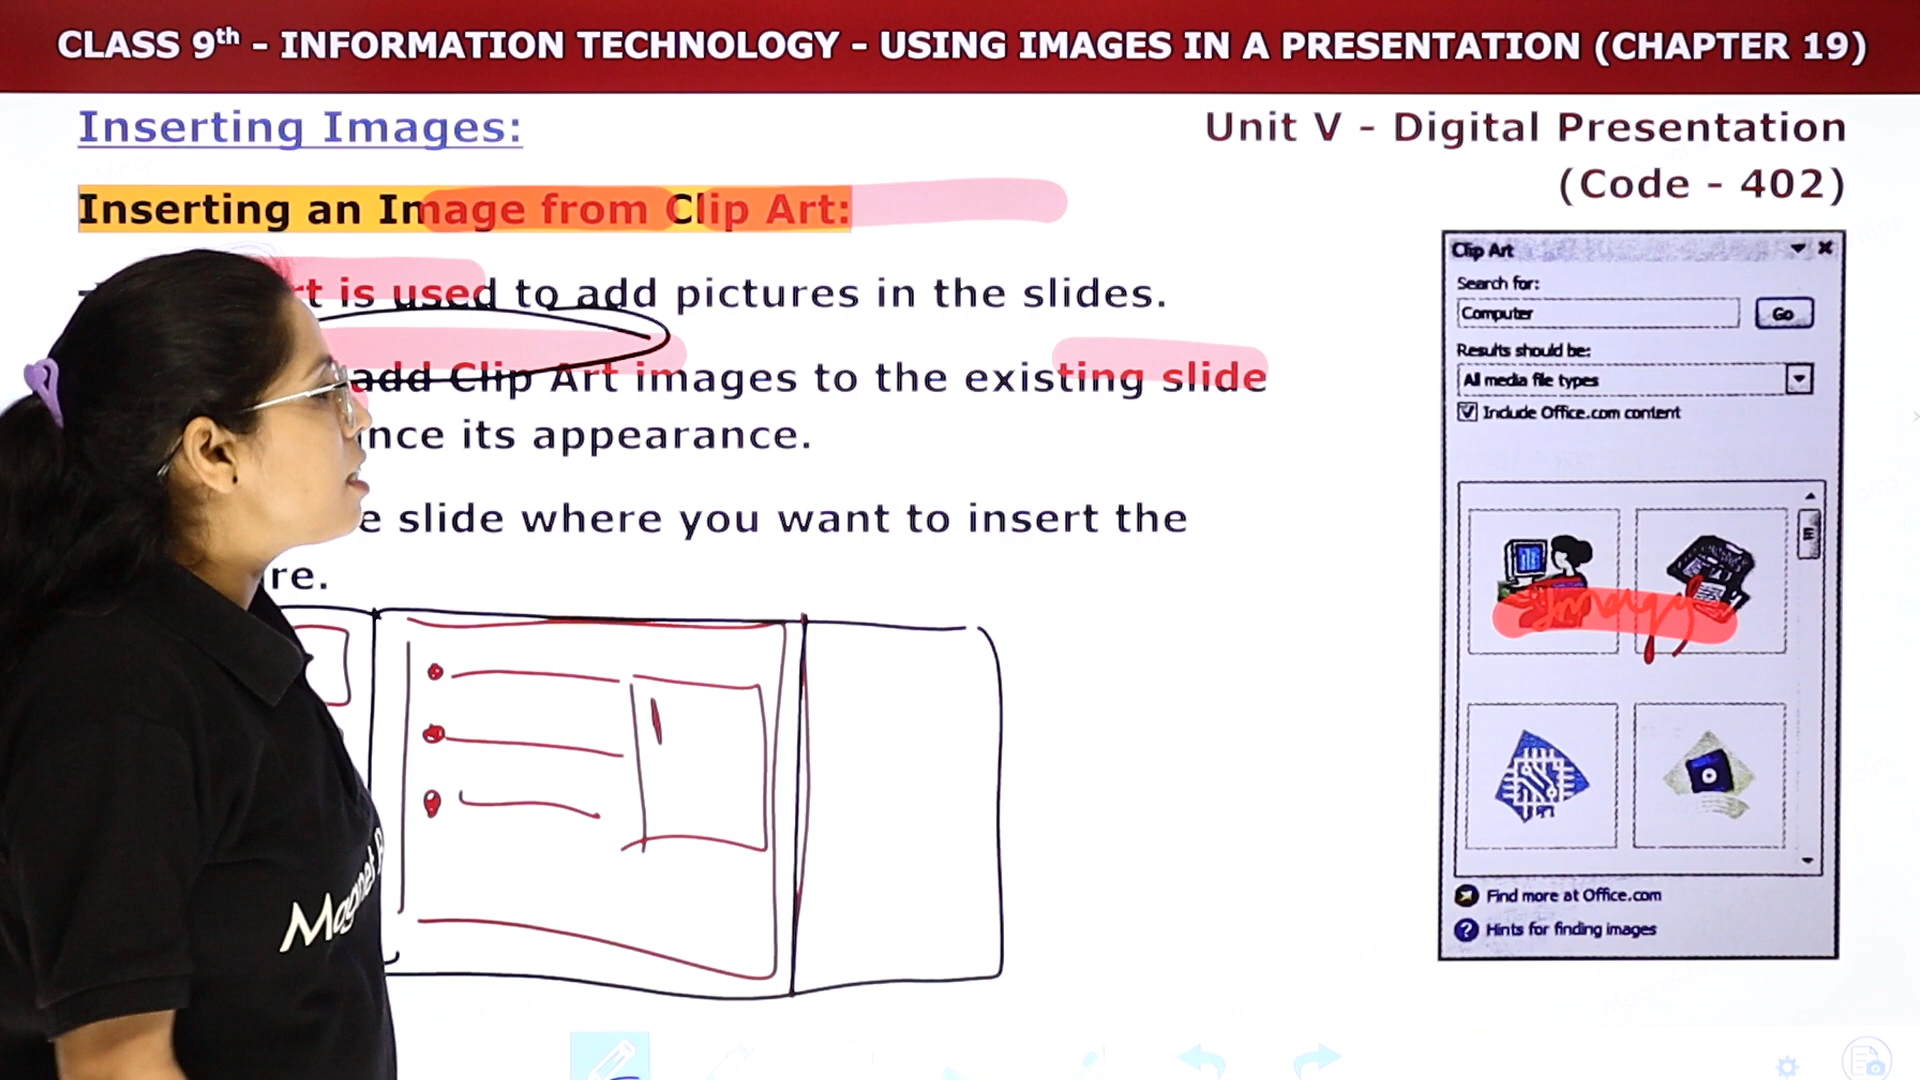 CLASS 9th - INFORMATION TECHNOLOGY - USING IMAGES IN A PRESENTATION (CHAPTER 19)
Inserting Images:
Unit V - Digital Presentation
(Code - 402)
Inserting an Image from Clip Art:
rt is used to add pictures in the slides.
add Clip Art images to the existing slide
nce its appearance.
e slide where you want to insert the
re.
Clip Art
Search for:
Computer
Go
Results should be:
All media file types
Include Office.com content
Find more at Office.com
Hints for finding images
Magnet